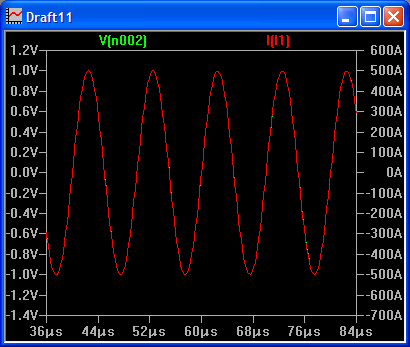 Draft11
V(n002) I(I1)
1.2V 600A
1.0V 500A
0.8V 400A
0.6V 300A
0.4V 200A
0.2V 100A
0.0V 0A
-0.2V -100A
-0.4V -200A
-0.6V -300A
-0.8V -400A
-1.0V -500A
-1.2V -600A
-1.4V -700A
36µs 44µs 52µs 60µs 68µs 76µs 84µs